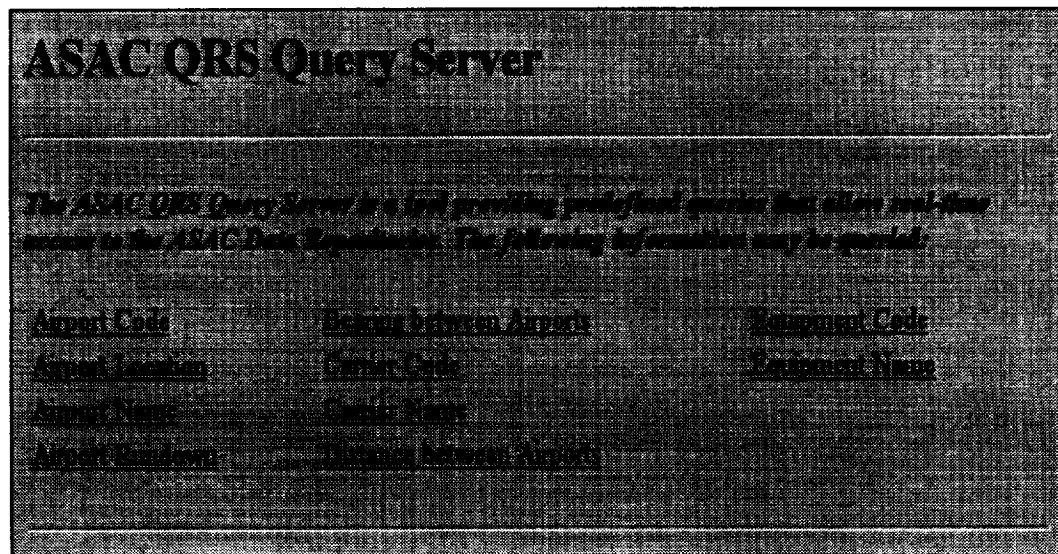 ASAC QRS Query Server
The ASAC QRS Query Server is a tool providing predefined queries that allow real-time
access to the ASAC Data Repositories. The following information may be queried:
Airport Code Bearing between Airports Equipment Code
Airport Location Carrier Code Equipment Name
Airport Name Carrier Name
Airport Distance between Airports